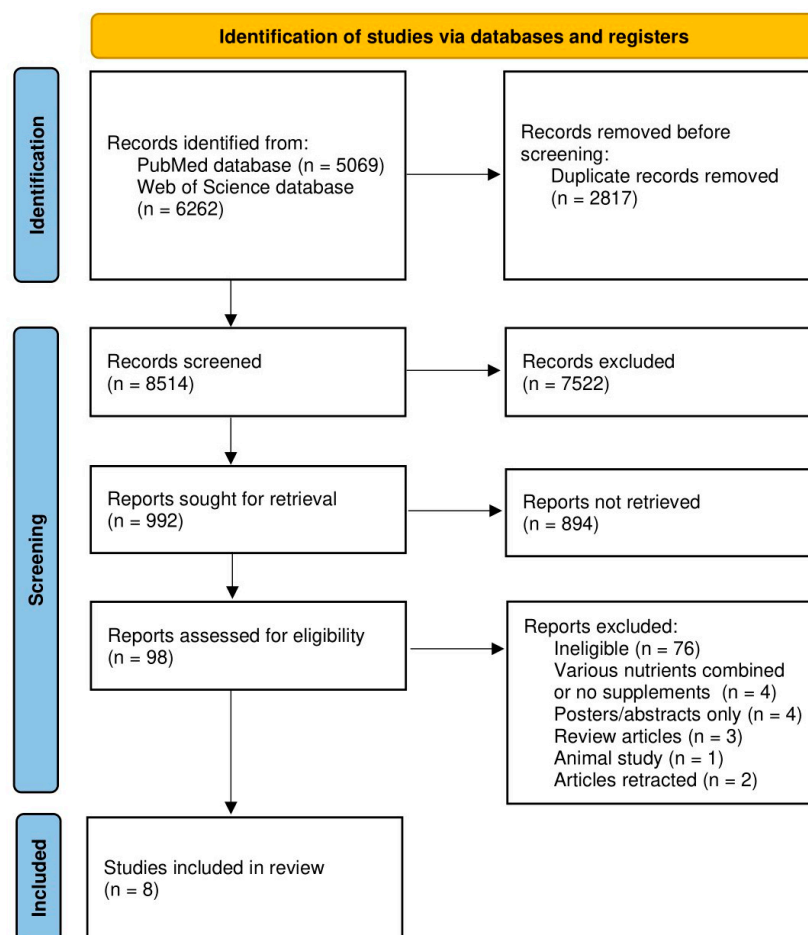 Identification of studies via databases and registers
Identification
Records identified from:
PubMed database (n = 5069)
Web of Science database
(n = 6262)
Records removed before
screening:
Duplicate records removed
(n = 2817)
Screening
Records screened
(n = 8514)
Records excluded
(n = 7522)
Reports sought for retrieval
(n = 992)
Reports not retrieved
(n = 894)
Reports assessed for eligibility
(n = 98)
Reports excluded:
Ineligible (n = 76)
Various nutrients combined
or no supplements (n = 4)
Posters/abstracts only (n = 4)
Review articles (n = 3)
Animal study (n = 1)
Articles retracted (n = 2)
Included
Studies included in review
(n = 8)